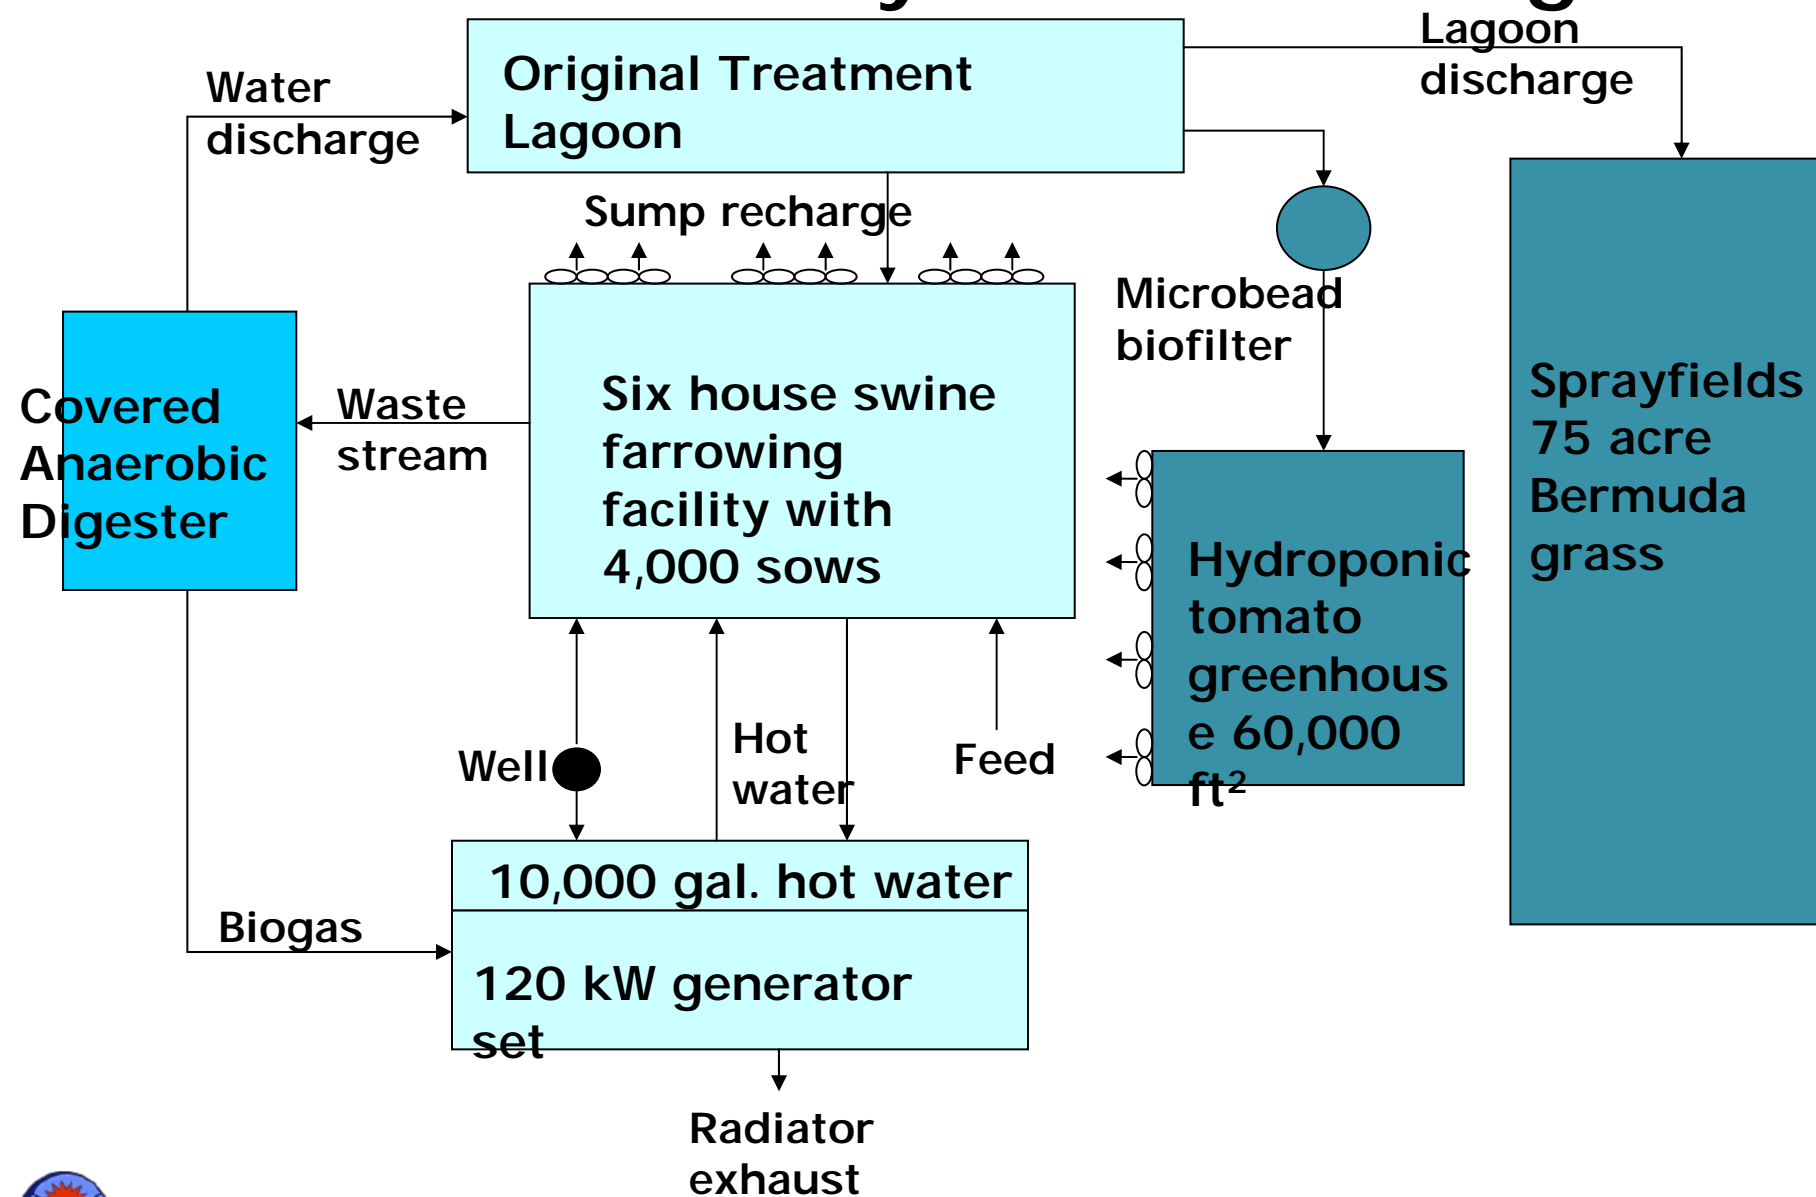 Lagoon
discharge
Original Treatment
Lagoon
Water
discharge
Sump recharge
Microbead
biofilter
Covered
Anaerobic
Digester
Waste
stream
Six house swine
farrowing
facility with
4,000 sows
Sprayfields
75 acre
Bermuda
grass
Hydroponic
tomato
greenhous
e 60,000
ft²
Well
Hot
water
Feed
10,000 gal. hot water
Biogas
120 kW generator
set
Radiator
exhaust